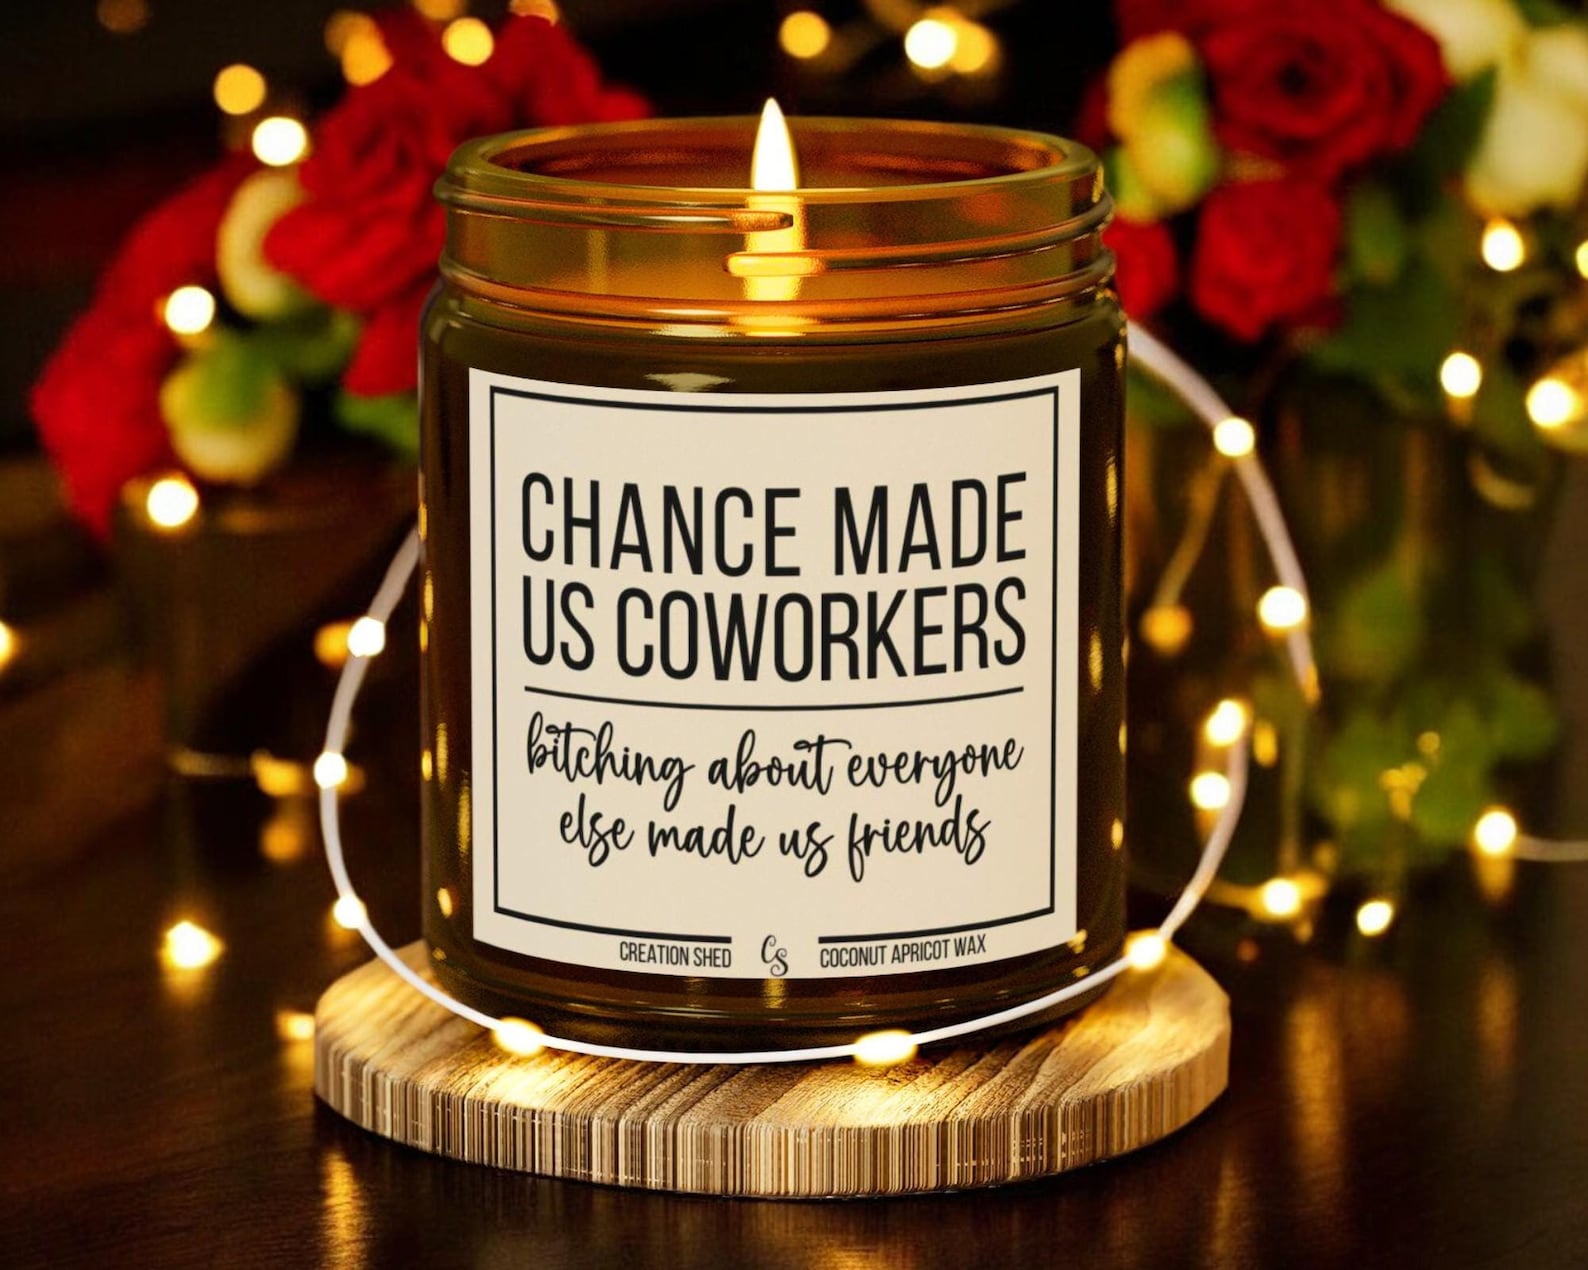 CHANCE MADE
US COWORKERS
bitching about everyone
else made us friends
CREATION SHED CS COCONUT APRICOT WAX